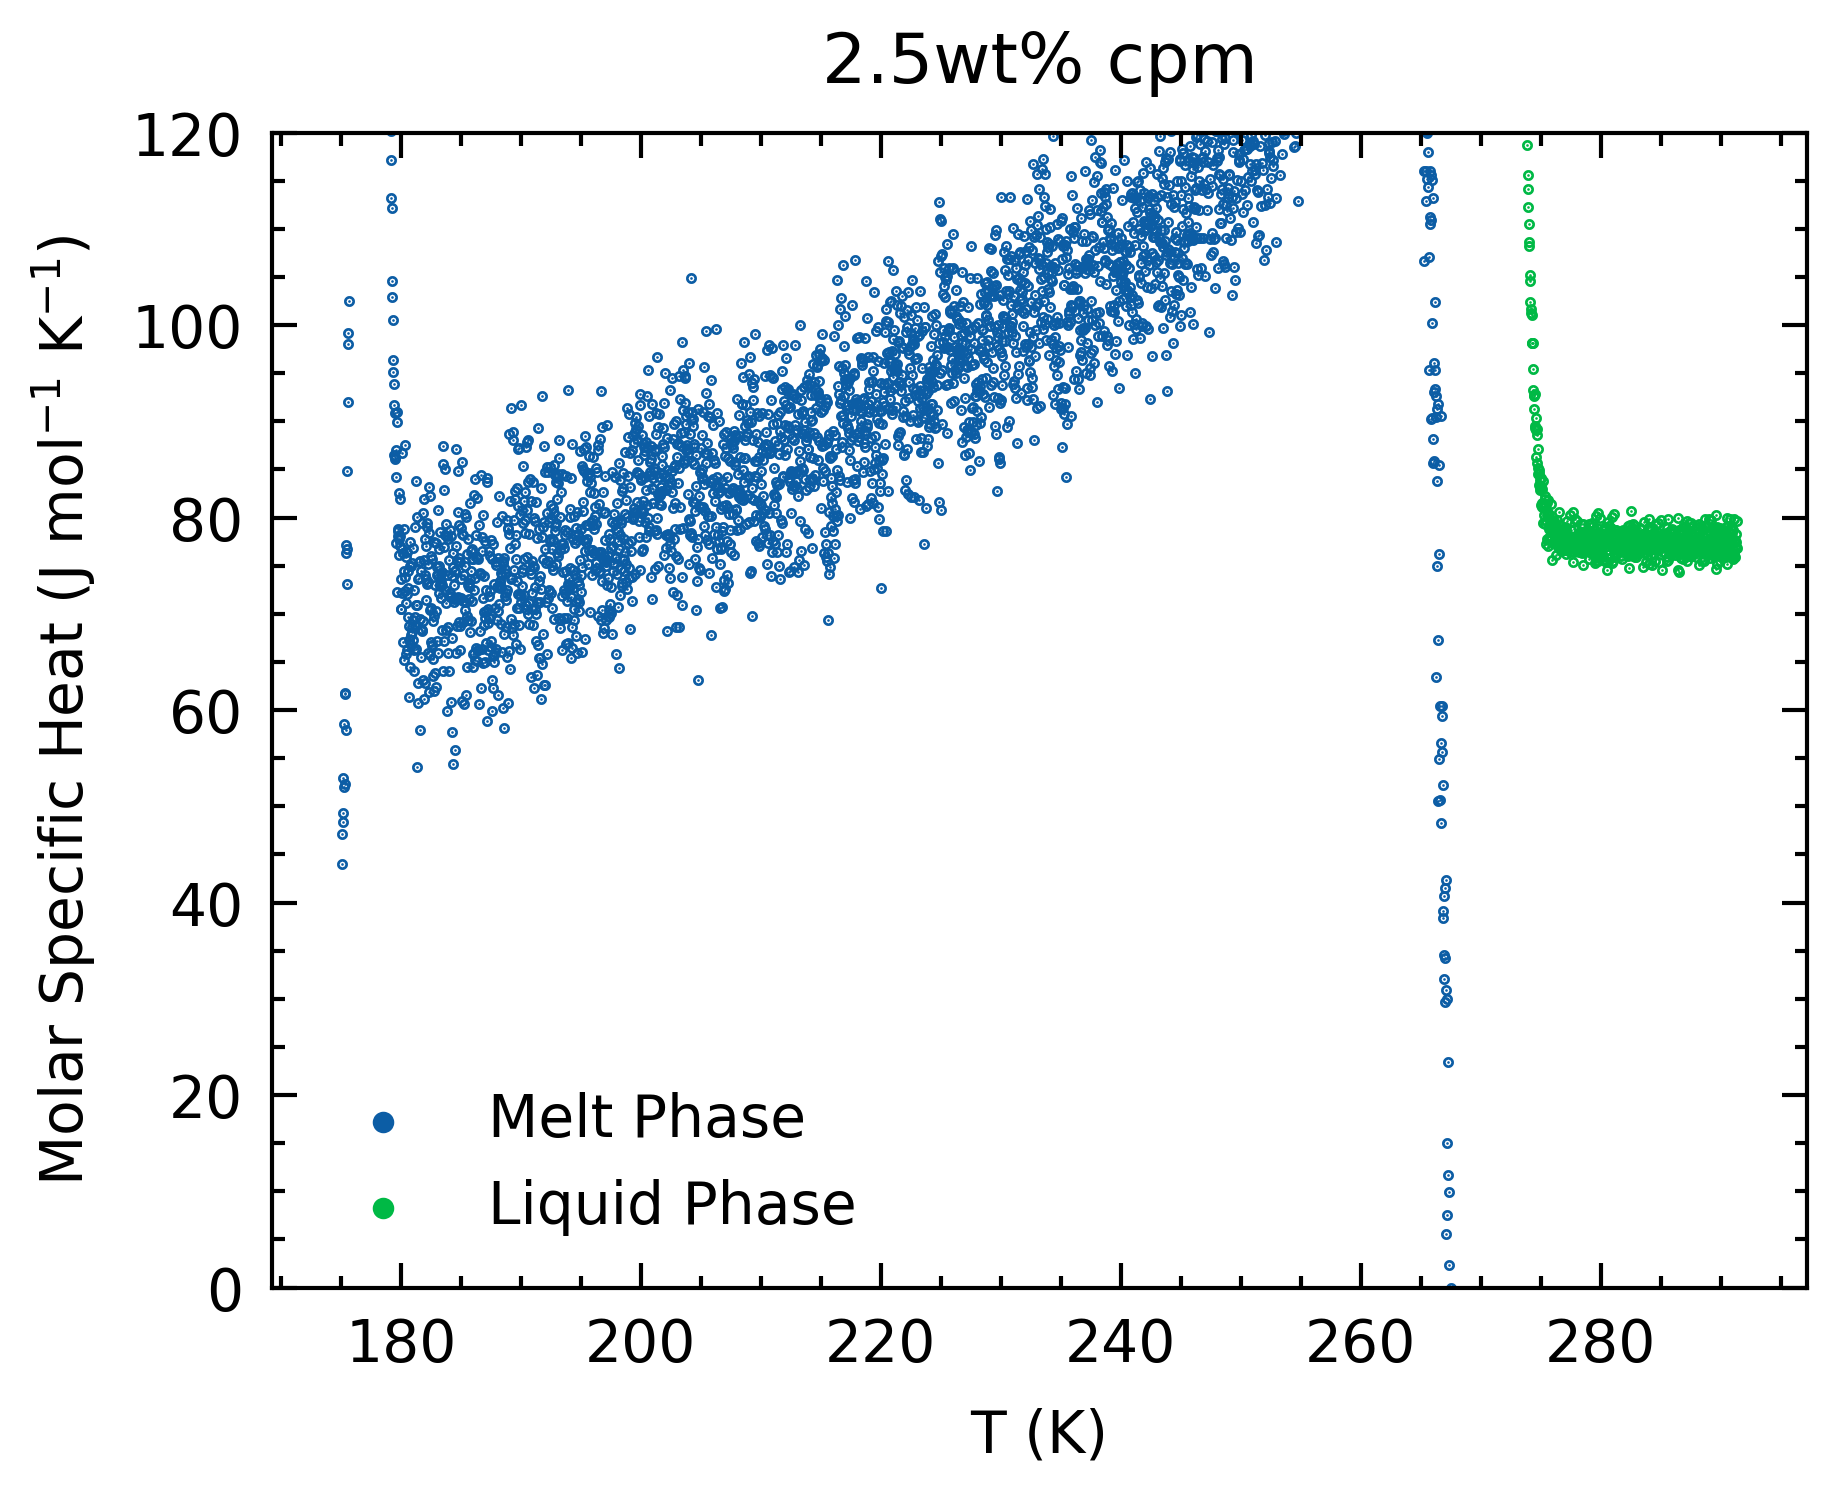 2.5wt% cpm
Molar Specific Heat (J mol⁻¹ K⁻¹)
120
100
80
60
40
20
0
Melt Phase
Liquid Phase
180 200 220 240 260 280
T (K)